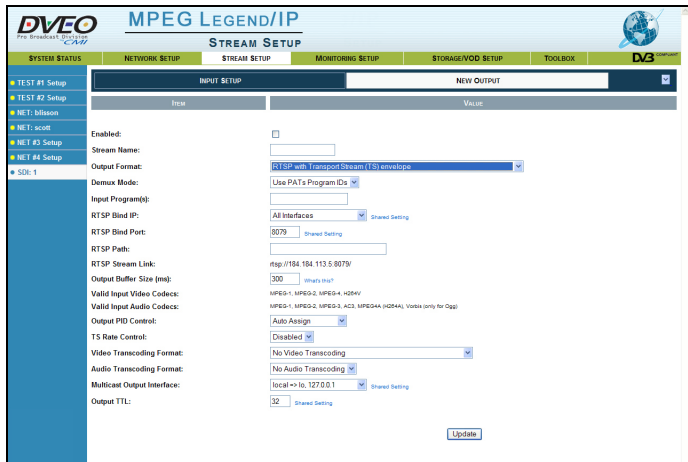 DVEO
Pro Broadcast Division
CMI
MPEG LEGEND/IP
STREAM SETUP
SYSTEM STATUS NETWORK SETUP STREAM SETUP MONITORING SETUP STORAGE/VOD SETUP TOOLBOX DVB COMPLIANT
TEST #1 Setup
TEST #2 Setup
NET: blisson
NET: scott
NET #3 Setup
NET #4 Setup
SDI: 1
INPUT SETUP NEW OUTPUT
ITEM VALUE
Enabled:
Stream Name:
Output Format: RTSP with Transport Stream (TS) envelope
Demux Mode: Use PATs Program IDs
Input Program(s):
RTSP Bind IP: All Interfaces Shared Setting
RTSP Bind Port: 8079 Shared Setting
RTSP Path:
RTSP Stream Link: rtsp://184.184.113.5:8079/
Output Buffer Size (ms): 300 What's this?
Valid Input Video Codecs: MPEG-1, MPEG-2, MPEG-4, H264V
Valid Input Audio Codecs: MPEG-1, MPEG-2, MPEG-3, AC3, MPEG4A (H264A), Vorbis (only for Ogg)
Output PID Control: Auto Assign
TS Rate Control: Disabled
Video Transcoding Format: No Video Transcoding
Audio Transcoding Format: No Audio Transcoding
Multicast Output Interface: local => lo, 127.0.0.1 Shared Setting
Output TTL: 32 Shared Setting
Update